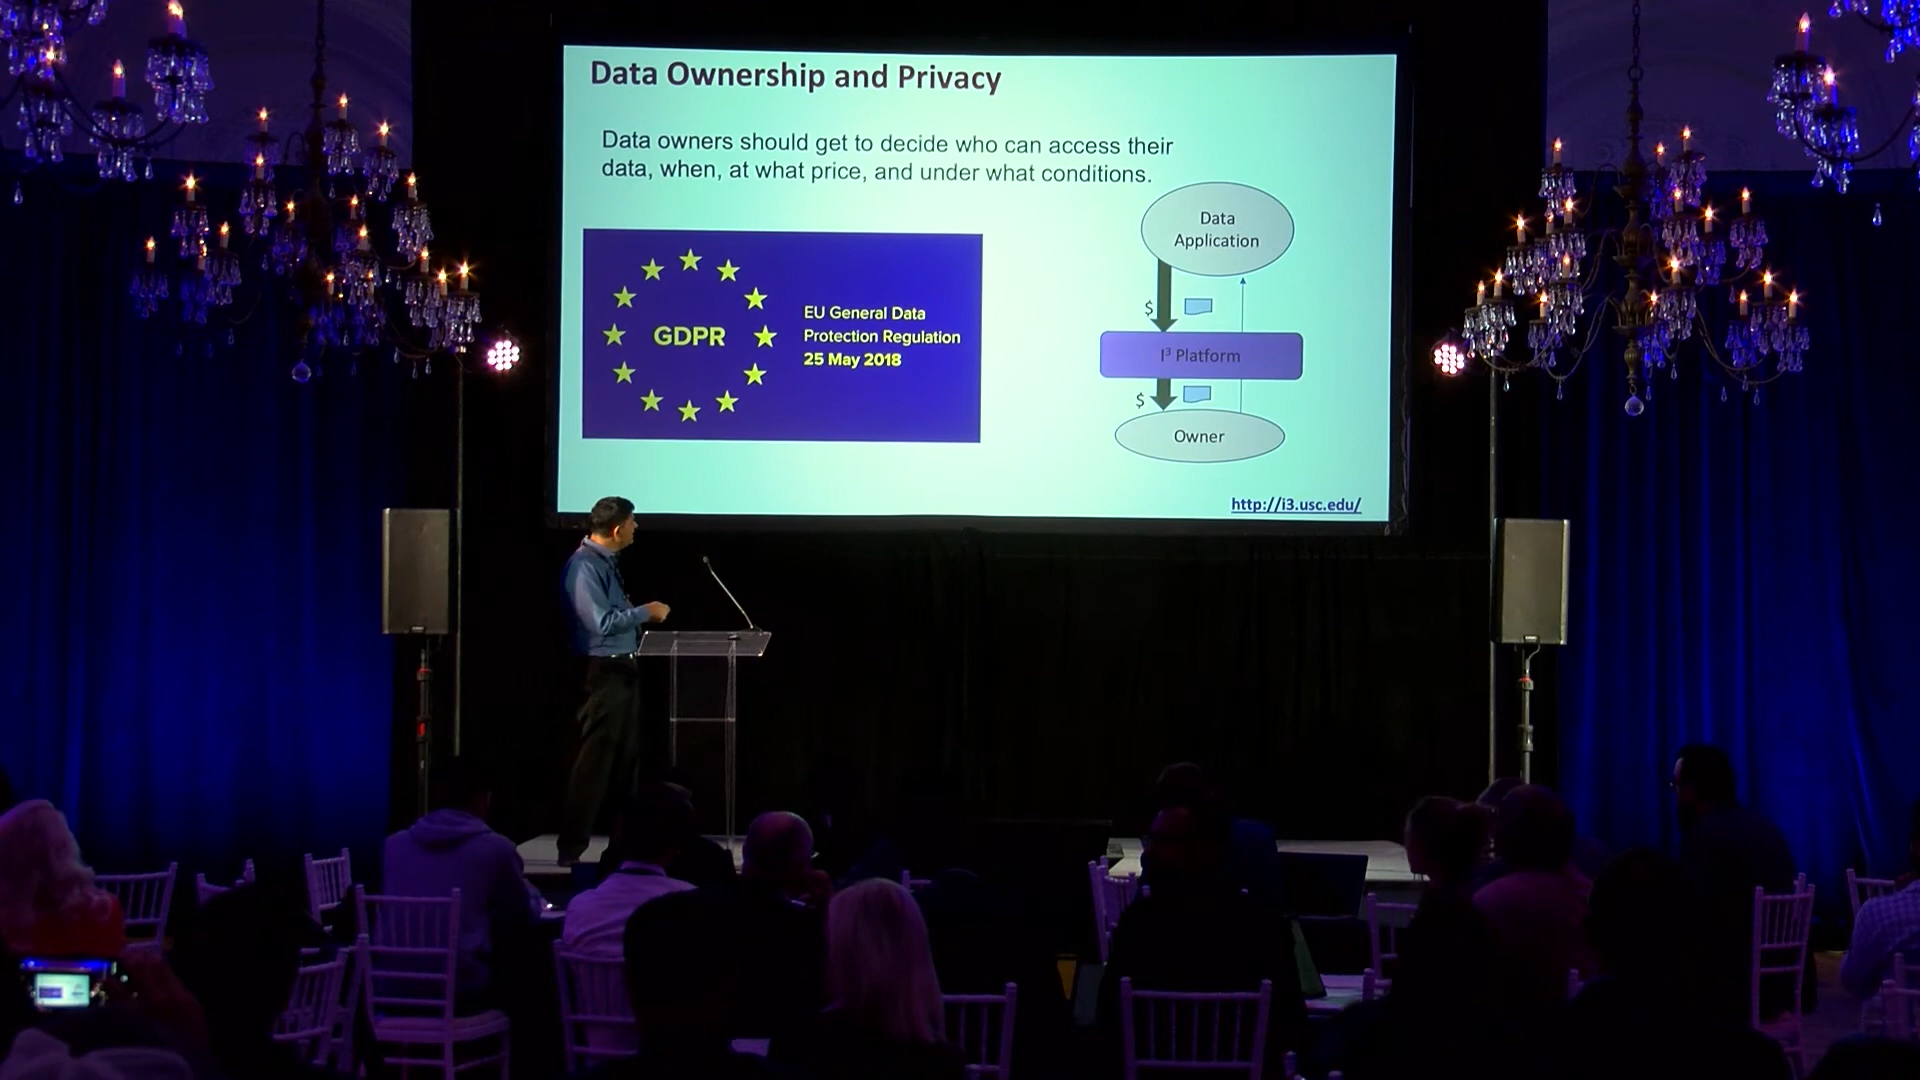 Data Ownership and Privacy
Data owners should get to decide who can access their
data, when, at what price, and under what conditions.
GDPR
EU General Data
Protection Regulation
25 May 2018
Data
Application
$
I³ Platform
$
Owner
http://i3.usc.edu/